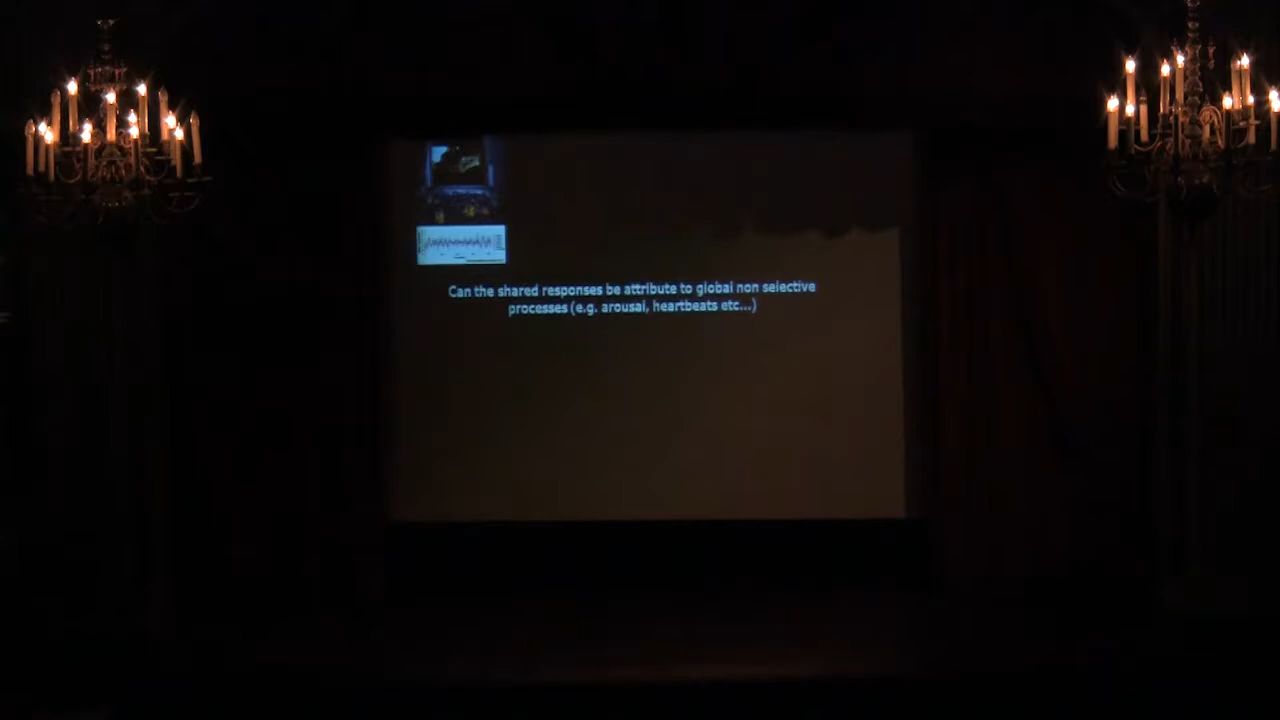 Can the shared responses be attribute to global non selective
processes (e.g. arousal, heartbeats etc...)